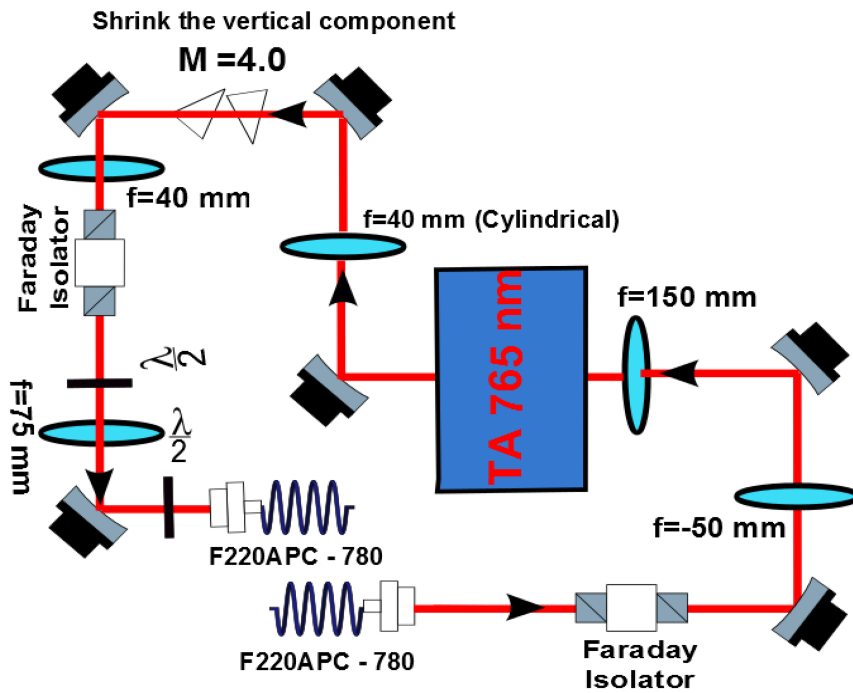 Shrink the vertical component
M =4.0
f=40 mm
Faraday
Isolator
f=40 mm (Cylindrical)
TA 765 nm
f=150 mm
λ/2
f=75 mm
λ/2
f=-50 mm
F220APC - 780
F220APC - 780
Faraday
Isolator